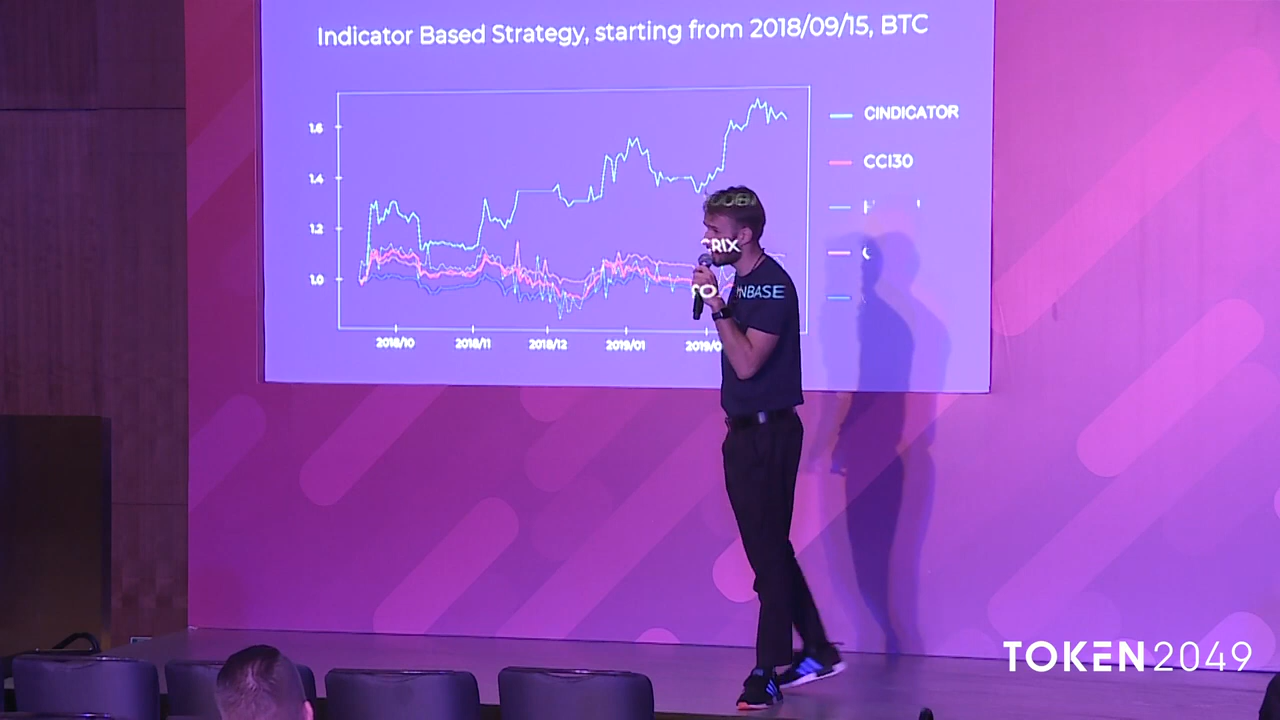 Indicator Based Strategy, starting from 2018/09/15, BTC
1.6
1.4
1.2
1.0
2018/10
2018/11
2018/12
2019/01
CINDICATOR
CCI30
CRIX
TOKEN2049